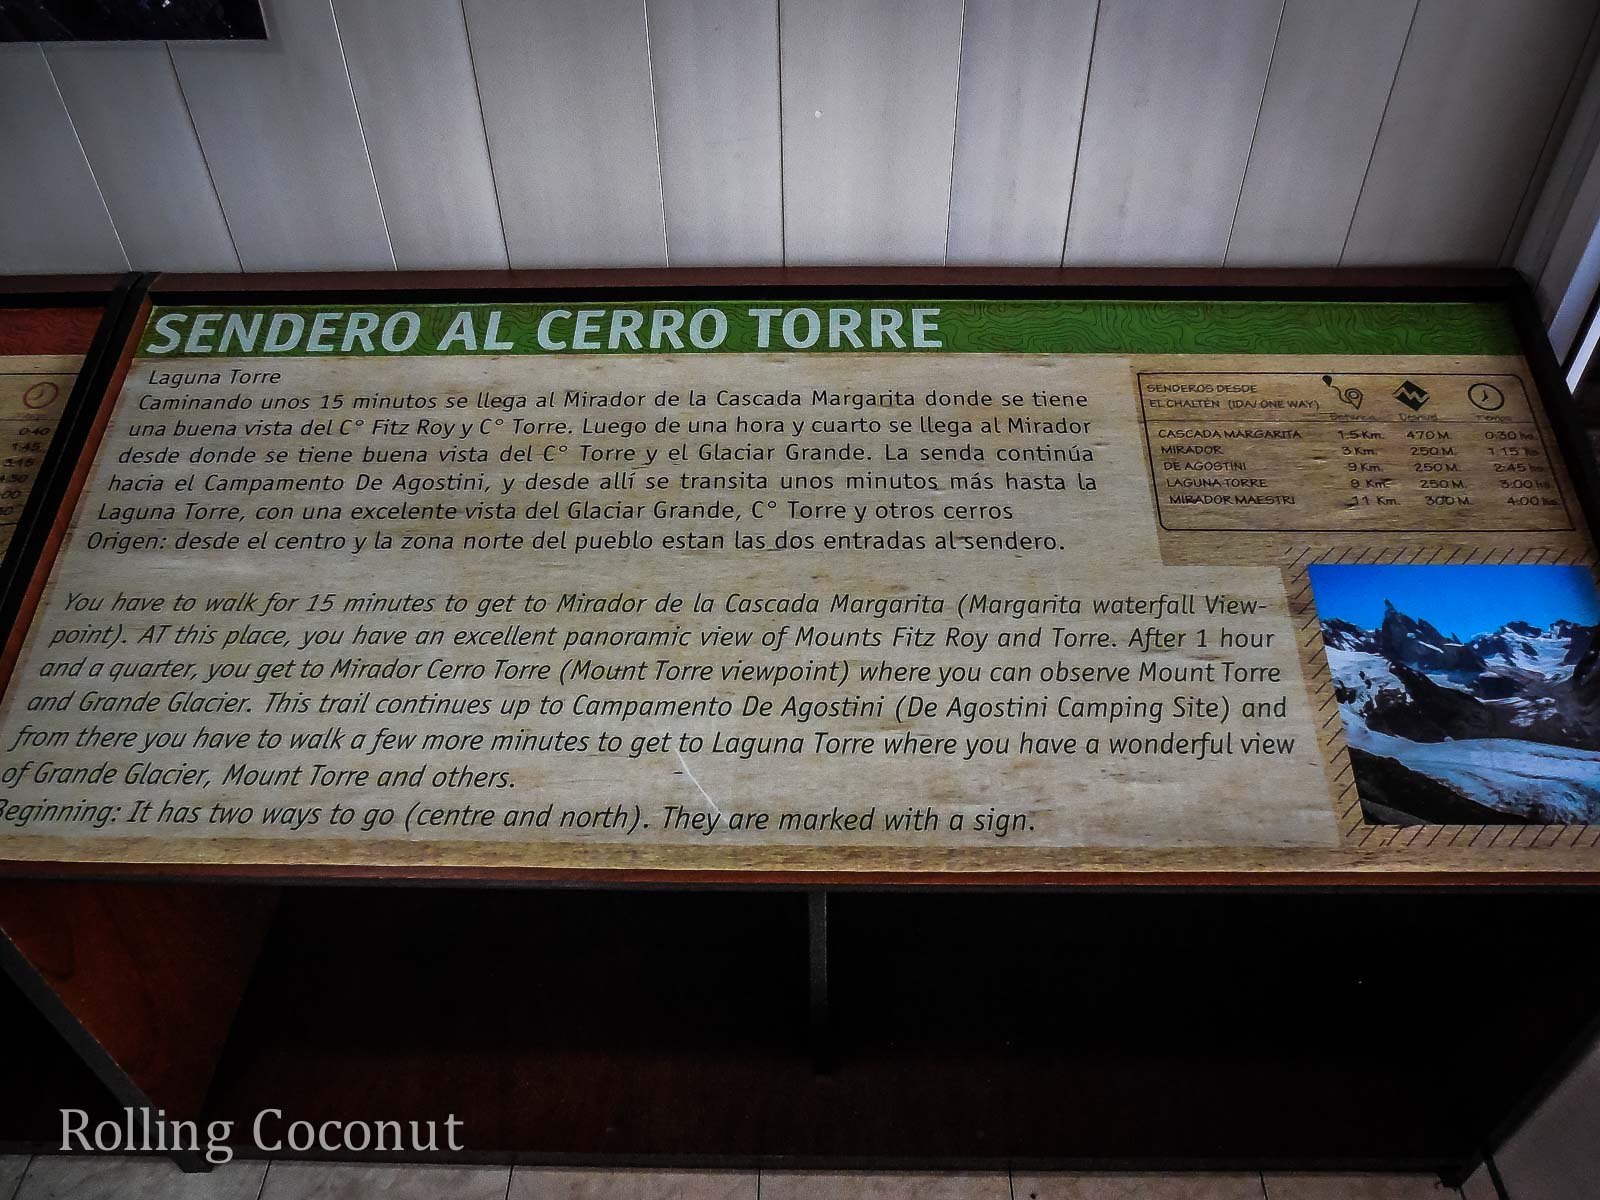 SENDERO AL CERRO TORRE
Laguna Torre
Caminando unos 15 minutos se llega al Mirador de la Cascada Margarita donde se tiene
una buena vista del C° Fitz Roy y C° Torre. Luego de una hora y cuarto se llega al Mirador
desde donde se tiene buena vista del C° Torre y el Glaciar Grande. La senda continúa
hacia el Campamento De Agostini, y desde allí se transita unos minutos más hasta la
Laguna Torre, con una excelente vista del Glaciar Grande, C° Torre y otros cerros
Origen: desde el centro y la zona norte del pueblo estan las dos entradas al sendero.
You have to walk for 15 minutes to get to Mirador de la Cascada Margarita (Margarita waterfall View-
point). AT this place, you have an excellent panoramic view of Mounts Fitz Roy and Torre. After 1 hour
and a quarter, you get to Mirador Cerro Torre (Mount Torre viewpoint) where you can observe Mount Torre
and Grande Glacier. This trail continues up to Campamento De Agostini (De Agostini Camping Site) and
from there you have to walk a few more minutes to get to Laguna Torre where you have a wonderful view
of Grande Glacier, Mount Torre and others.
Beginning: It has two ways to go (centre and north). They are marked with a sign.
SENDEROS DESDE
EL CHALTÉN (IDA/ ONE WAY) Distancia Desnivel Tiempo
CASCADA MARGARITA 1.5 Km. 470 M. 0:30 hs.
MIRADOR 3 Km. 250 M. 1:15 hs.
DE AGOSTINI 9 Km. 250 M. 2:45 hs.
LAGUNA TORRE 9 Km. 250 M. 3:00 hs.
MIRADOR MAESTRI 11 Km. 300 M. 4:00 hs.
0:40
1:45
3:15
Rolling Coconut